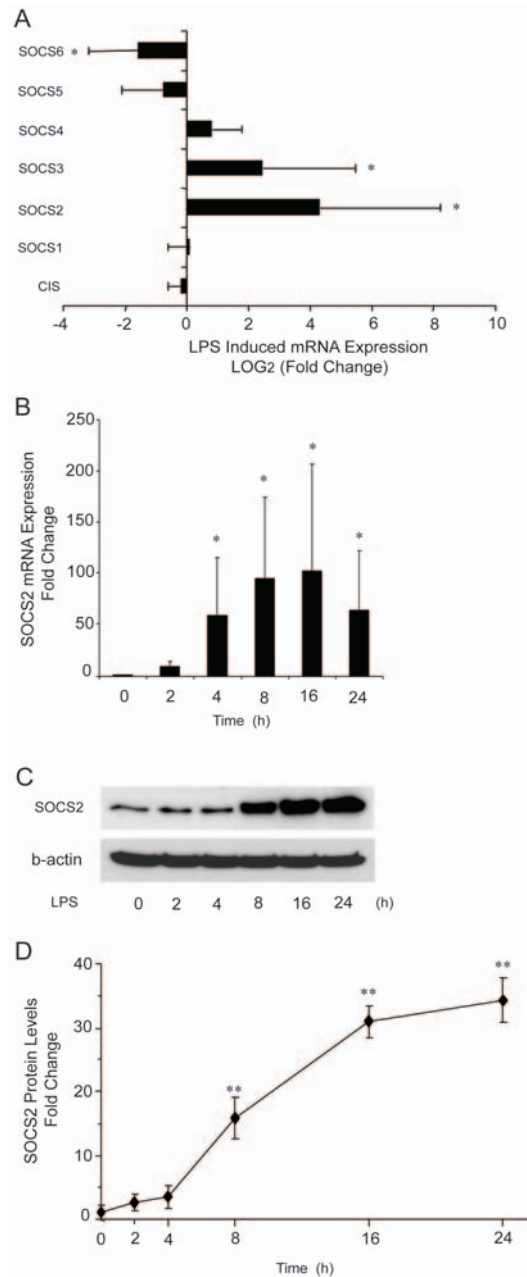 A
SOCS6 *
SOCS5
SOCS4
SOCS3 *
SOCS2 *
SOCS1
CIS
-4 -2 0 2 4 6 8 10
LPS Induced mRNA Expression
LOG2 (Fold Change)
B
SOCS2 mRNA Expression
Fold Change
250
200
150
100
50
0
* * * *
0 2 4 8 16 24
Time (h)
C
SOCS2
b-actin
LPS 0 2 4 8 16 24 (h)
D
SOCS2 Protein Levels
Fold Change
40
30
20
10
0
** ** **
0 2 4 8 16 24
Time (h)